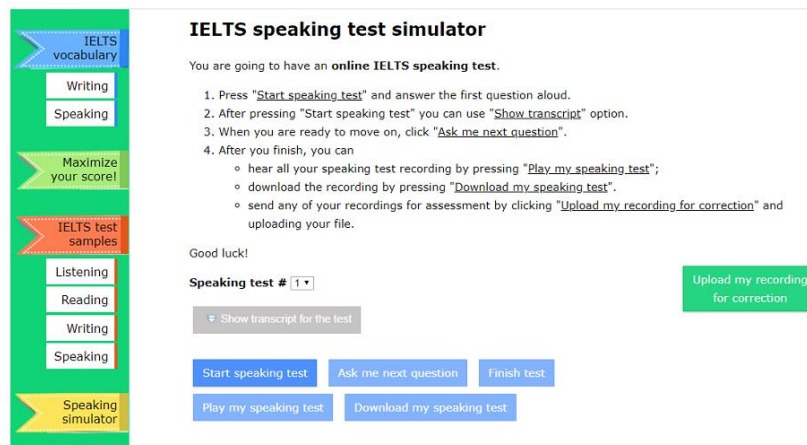 IELTS
vocabulary
Writing
Speaking
Maximize
your score!
IELTS test
samples
Listening
Reading
Writing
Speaking
Speaking
simulator
IELTS speaking test simulator
You are going to have an online IELTS speaking test.
1. Press "Start speaking test" and answer the first question aloud.
2. After pressing "Start speaking test" you can use "Show transcript" option.
3. When you are ready to move on, click "Ask me next question".
4. After you finish, you can
hear all your speaking test recording by pressing "Play my speaking test";
download the recording by pressing "Download my speaking test".
send any of your recordings for assessment by clicking "Upload my recording for correction" and
uploading your file.
Good luck!
Speaking test # 1
Upload my recording
for correction
Show transcript for the test
Start speaking test Ask me next question Finish test
Play my speaking test Download my speaking test